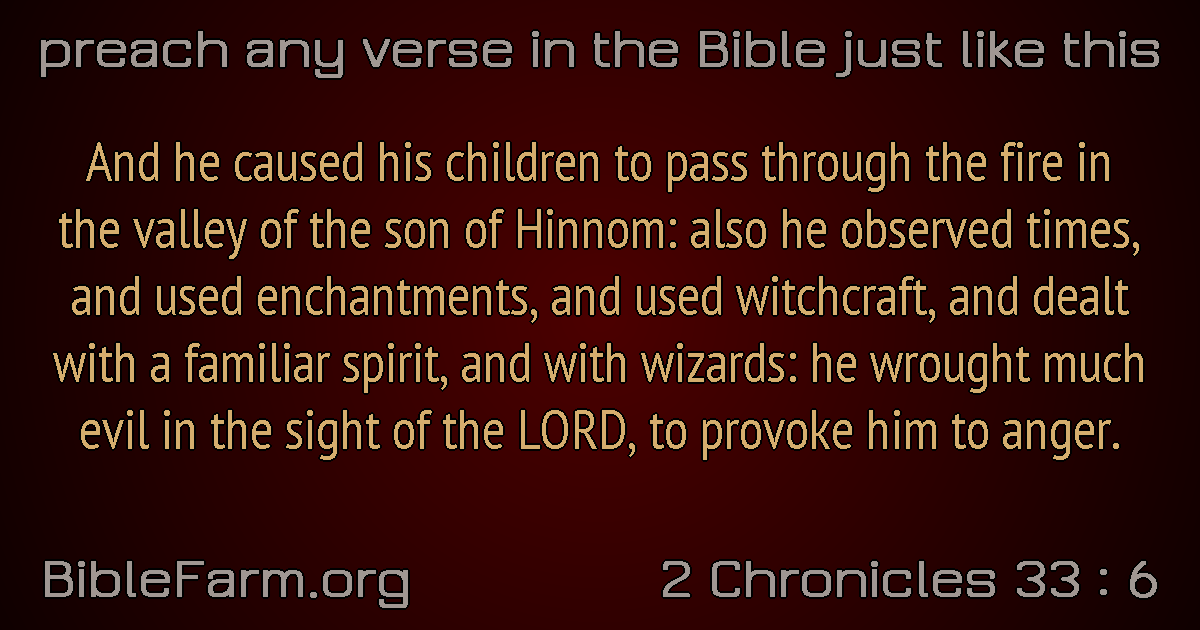 preach any verse in the Bible just like this
And he caused his children to pass through the fire in
the valley of the son of Hinnom: also he observed times,
and used enchantments, and used witchcraft, and dealt
with a familiar spirit, and with wizards: he wrought much
evil in the sight of the LORD, to provoke him to anger.
BibleFarm.org
2 Chronicles 33 : 6